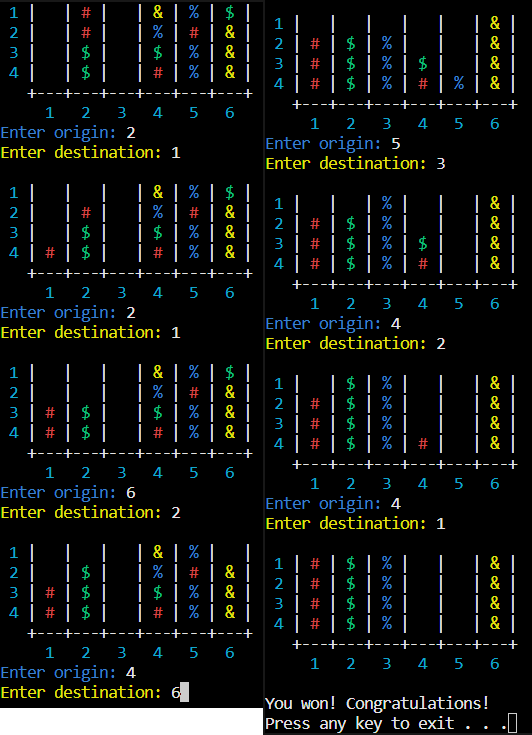 1 |   | # |   | & | % | $ |
2 |   | # |   | % | # | & |
3 |   | $ |   | $ | % | & |
4 |   | $ |   | # | % | & |
  +---+---+---+---+---+---+
    1   2   3   4   5   6
Enter origin: 2
Enter destination: 1
1 |   |   |   | & | % | $ |
2 |   | # |   | % | # | & |
3 |   | $ |   | $ | % | & |
4 | # | $ |   | # | % | & |
  +---+---+---+---+---+---+
    1   2   3   4   5   6
Enter origin: 2
Enter destination: 1
1 |   |   |   | & | % | $ |
2 |   |   |   | % | # | & |
3 | # | $ |   | $ | % | & |
4 | # | $ |   | # | % | & |
  +---+---+---+---+---+---+
    1   2   3   4   5   6
Enter origin: 6
Enter destination: 2
1 |   |   |   | & | % |   |
2 |   | $ |   | % | # | & |
3 | # | $ |   | $ | % | & |
4 | # | $ |   | # | % | & |
  +---+---+---+---+---+---+
    1   2   3   4   5   6
Enter origin: 4
Enter destination: 6
1 |   |   |   |   |   | & |
2 | # | $ | % |   |   | & |
3 | # | $ | % | $ |   | & |
4 | # | $ | % | # | % | & |
  +---+---+---+---+---+---+
    1   2   3   4   5   6
Enter origin: 5
Enter destination: 3
1 |   |   | % |   |   | & |
2 | # | $ | % |   |   | & |
3 | # | $ | % | $ |   | & |
4 | # | $ | % | # |   | & |
  +---+---+---+---+---+---+
    1   2   3   4   5   6
Enter origin: 4
Enter destination: 2
1 |   | $ | % |   |   | & |
2 | # | $ | % |   |   | & |
3 | # | $ | % |   |   | & |
4 | # | $ | % | # |   | & |
  +---+---+---+---+---+---+
    1   2   3   4   5   6
Enter origin: 4
Enter destination: 1
1 | # | $ | % |   |   | & |
2 | # | $ | % |   |   | & |
3 | # | $ | % |   |   | & |
4 | # | $ | % |   |   | & |
  +---+---+---+---+---+---+
    1   2   3   4   5   6
You won! Congratulations!
Press any key to exit . . .